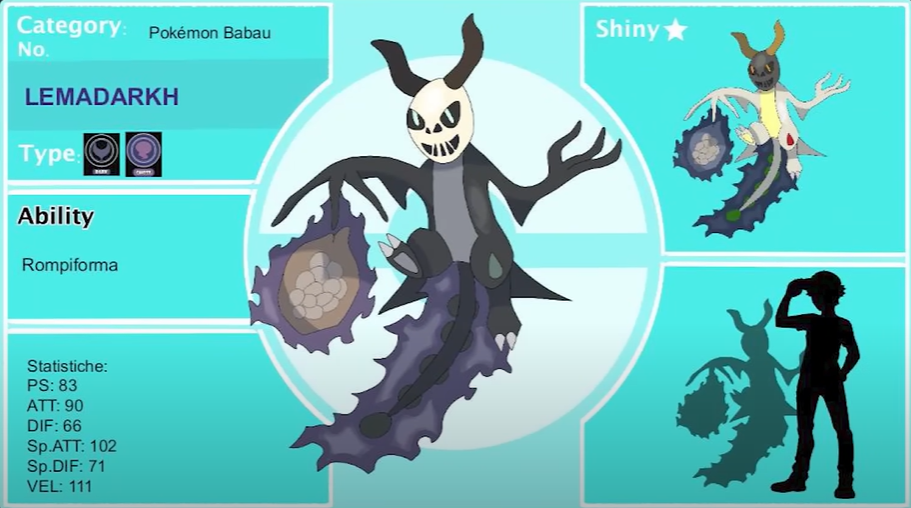 Category: Pokémon Babau
No.
LEMADARKH
Type:
Ability
Rompiforma
Statistiche:
PS: 83
ATT: 90
DIF: 66
Sp.ATT: 102
Sp.DIF: 71
VEL: 111
Shiny